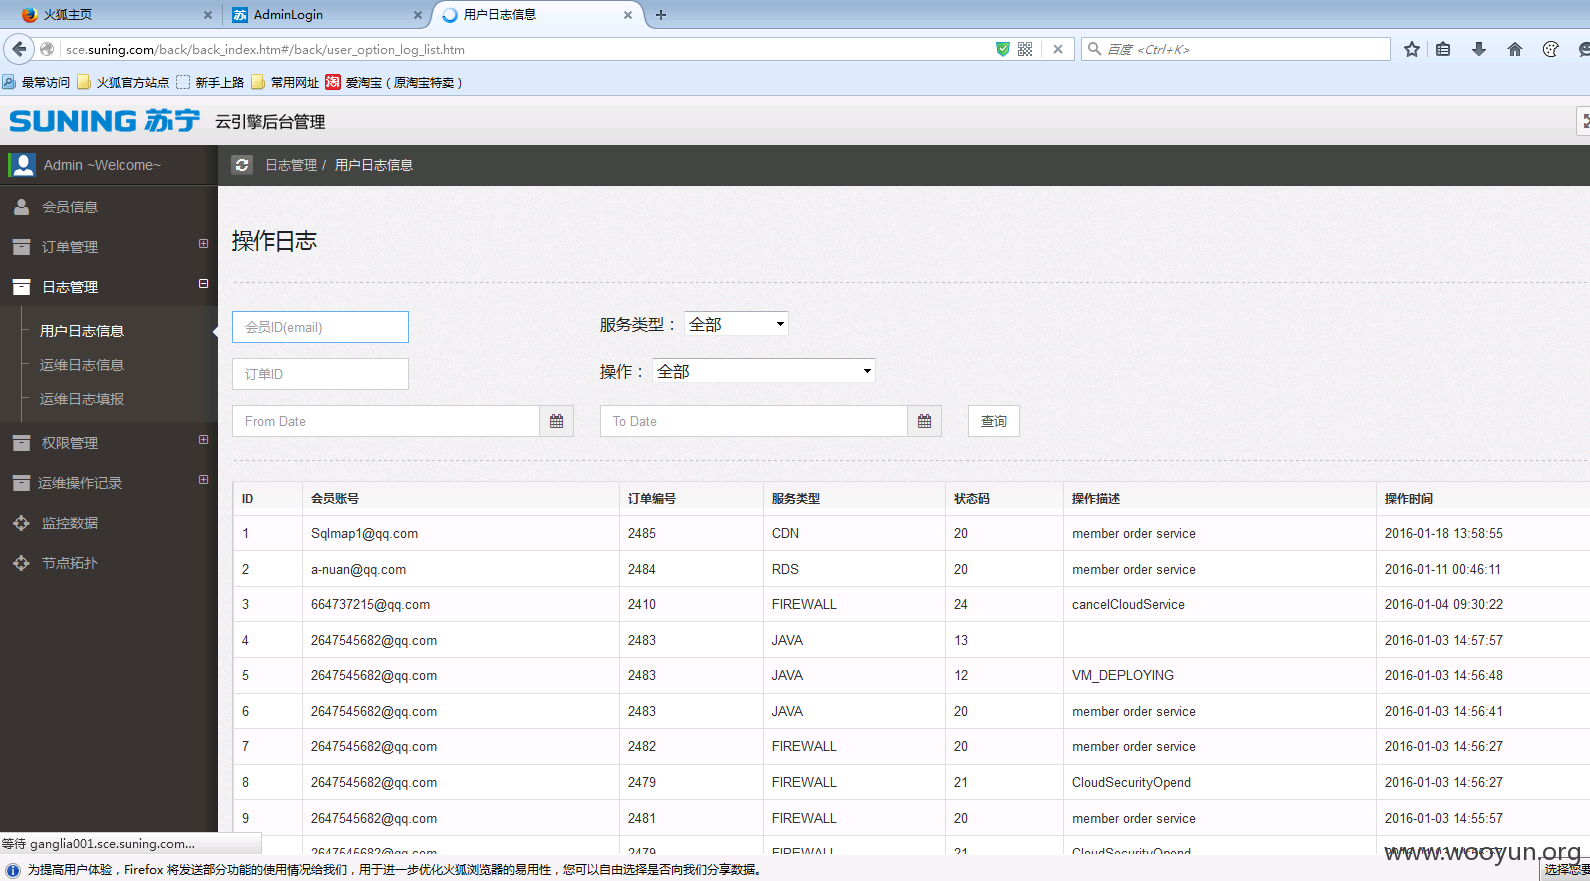 火狐主页 AdminLogin 用户日志信息
sce.suning.com/back/back_index.htm#/back/user_option_log_list.htm 百度 <Ctrl+K>
最常访问 火狐官方站点 新手上路 常用网址 淘 爱淘宝（原淘宝特卖）
SUNING 苏宁 云引擎后台管理
Admin ~Welcome~ 日志管理 / 用户日志信息
会员信息
订单管理
日志管理
用户日志信息
运维日志信息
运维日志填报
权限管理
运维操作记录
监控数据
节点拓扑
操作日志
会员ID(email) 服务类型： 全部
订单ID 操作： 全部
From Date To Date 查询
ID 会员账号 订单编号 服务类型 状态码 操作描述 操作时间
1 Sqlmap1@qq.com 2485 CDN 20 member order service 2016-01-18 13:58:55
2 a-nuan@qq.com 2484 RDS 20 member order service 2016-01-11 00:46:11
3 664737215@qq.com 2410 FIREWALL 24 cancelCloudService 2016-01-04 09:30:22
4 2647545682@qq.com 2483 JAVA 13 2016-01-03 14:57:57
5 2647545682@qq.com 2483 JAVA 12 VM_DEPLOYING 2016-01-03 14:56:48
6 2647545682@qq.com 2483 JAVA 20 member order service 2016-01-03 14:56:41
7 2647545682@qq.com 2482 FIREWALL 20 member order service 2016-01-03 14:56:27
8 2647545682@qq.com 2479 FIREWALL 21 CloudSecurityOpend 2016-01-03 14:56:27
9 2647545682@qq.com 2481 FIREWALL 20 member order service 2016-01-03 14:55:57
2647545682@qq.com 2479 FIREWALL 21 CloudSecurityOpend
等待 ganglia001.sce.suning.com...
www.wooyun.org
为提高用户体验，Firefox 将发送部分功能的使用情况给我们，用于进一步优化火狐浏览器的易用性，您可以自由选择是否向我们分享数据。 选择您要